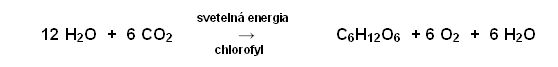 svetelná energia
12 H₂O + 6 CO₂ → C₆H₁₂O₆ + 6 O₂ + 6 H₂O
chlorofyl